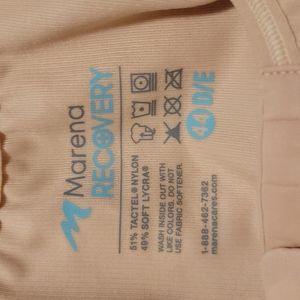 Marena
RECOVERY
44 D/E
51% TACTEL® NYLON
49% SOFT LYCRA®
WASH INSIDE OUT WITH
LIKE COLORS. DO NOT
USE FABRIC SOFTENER.
1-888-462-7362
marenacares.com